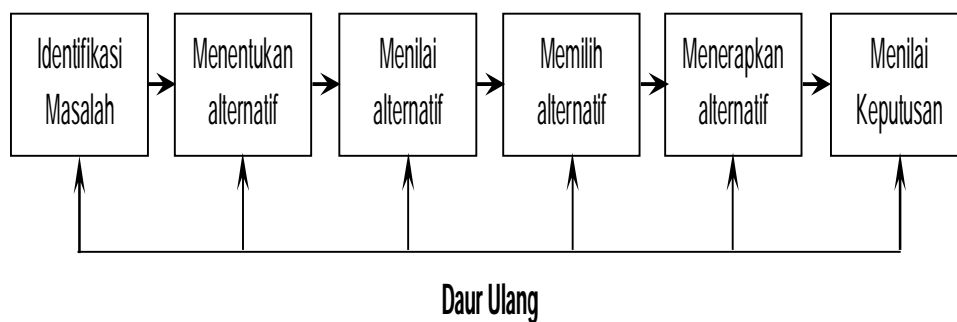 Identifikasi
Masalah
Menentukan
alternatif
Menilai
alternatif
Memilih
alternatif
Menerapkan
alternatif
Menilai
Keputusan
Daur Ulang